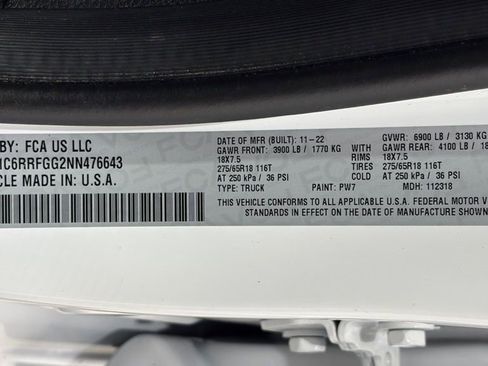 BY: FCA US LLC
1C6RRFGG2NN476643
CLE MADE IN: U.S.A.
DATE OF MFR (BUILT): 11-22
GAWR FRONT: 3900 LB / 1770 KG
18X7.5
275/65R18 116T
AT 250 kPa / 36 PSI
TYPE: TRUCK PAINT: PW7 MDH: 112318
GVWR: 6900 LB / 3130 KG
GAWR REAR: 4100 LB / 18
RIMS 18X7.5
TIRES 275/65R18 116T
COLD AT 250 kPa / 36 PSI
THIS VEHICLE CONFORMS TO ALL APPLICABLE U.S.A. FEDERAL MOTOR V
STANDARDS IN EFFECT ON THE DATE OF MANUFACTURE SHOWN